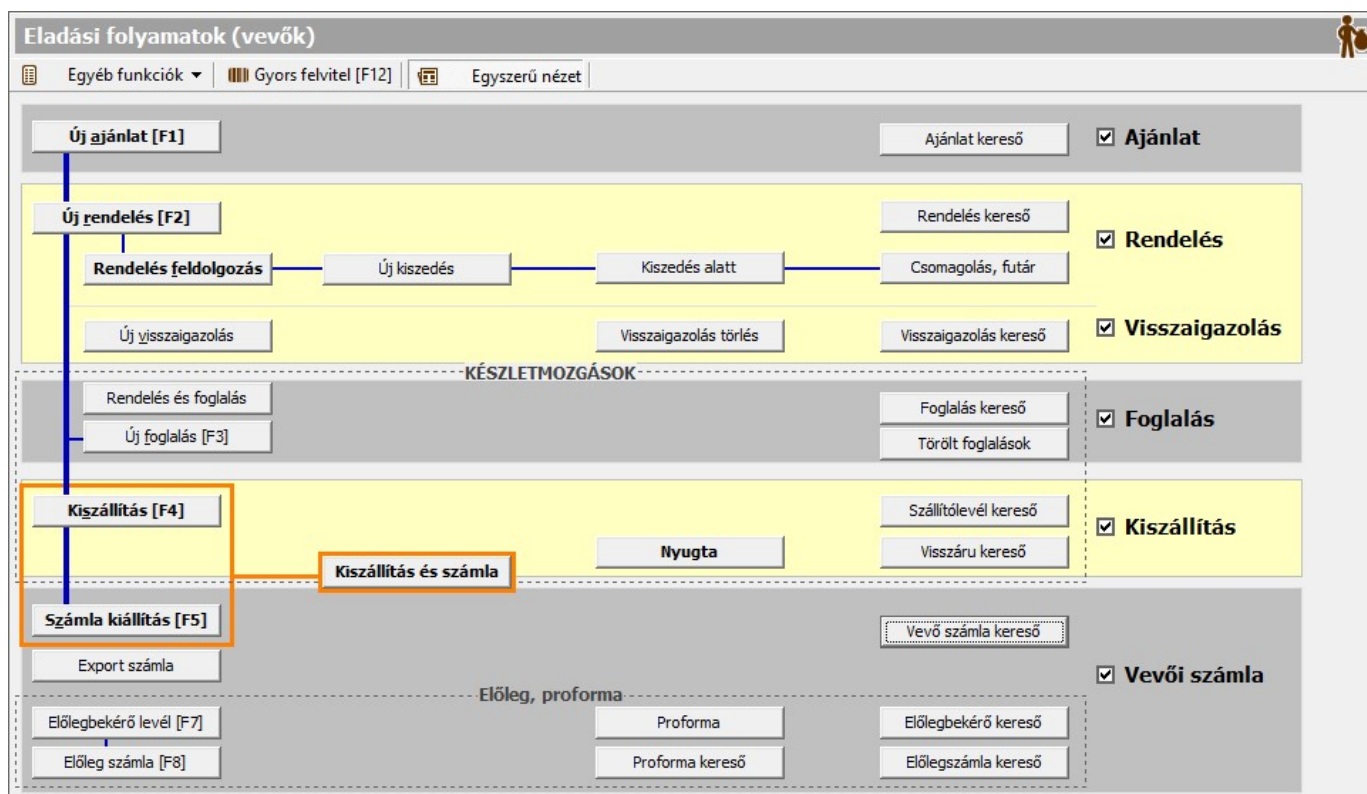 Eladási folyamatok (vevők)
Egyéb funkciók Gyors felvitel [F12] Egyszerű nézet
Új ajánlat [F1] Ajánlat kereső Ajánlat
Új rendelés [F2] Rendelés kereső
Rendelés
Rendelés feldolgozás Új kiszedés Kiszedés alatt Csomagolás, futár
Új visszaigazolás Visszaigazolás törlés Visszaigazolás kereső Visszaigazolás
KÉSZLETMOZGÁSOK
Rendelés és foglalás Foglalás kereső
Foglalás
Új foglalás [F3] Törölt foglalások
Kiszállítás [F4] Szállítólevél kereső
Kiszállítás
Nyugta Visszáru kereső
Kiszállítás és számla
Számla kiállítás [F5] Vevő számla kereső
Export számla Vevői számla
Előleg, proforma
Előlegbekérő levél [F7] Proforma Előlegbekérő kereső
Előleg számla [F8] Proforma kereső Előlegszámla kereső